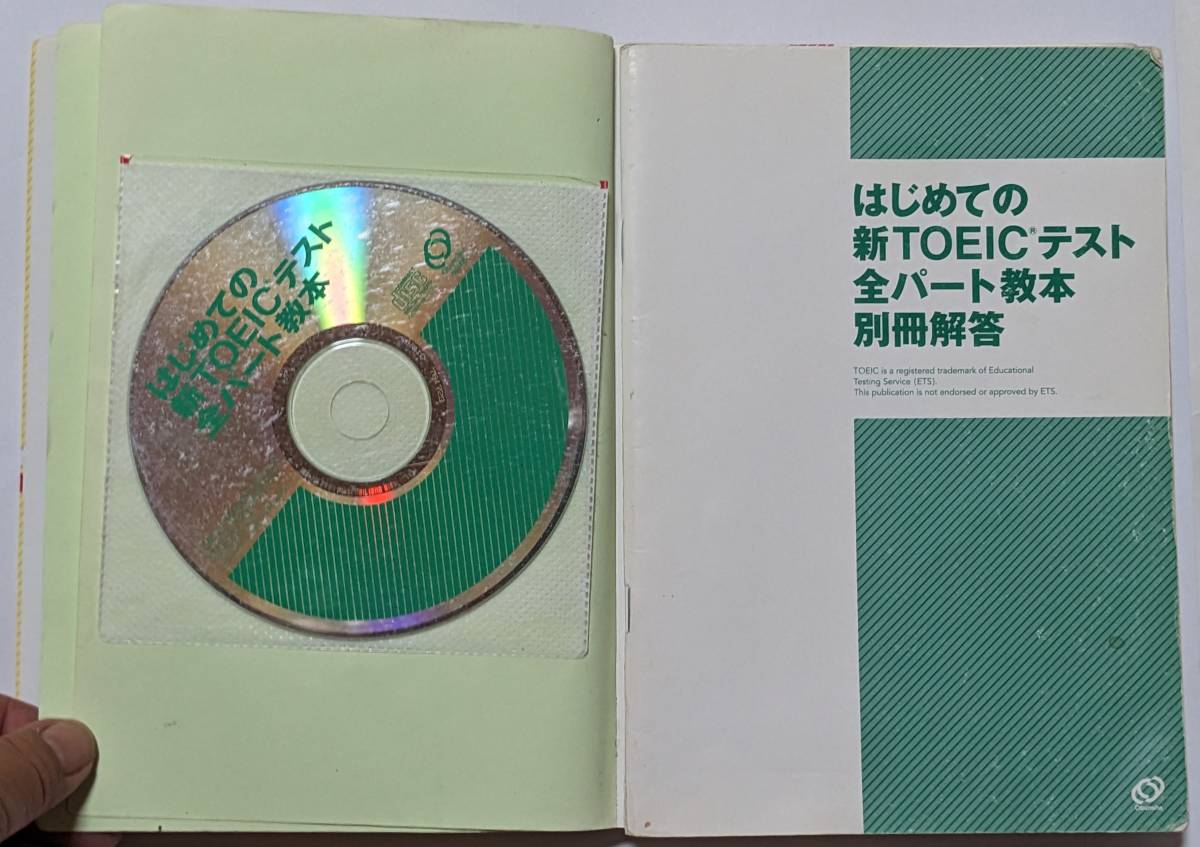 はじめての
新TOEIC®テスト
全パート教本
はじめての
新TOEIC®テスト
全パート教本
別冊解答
TOEIC is a registered trademark of Educational
Testing Service (ETS).
This publication is not endorsed or approved by ETS.
Obunsha